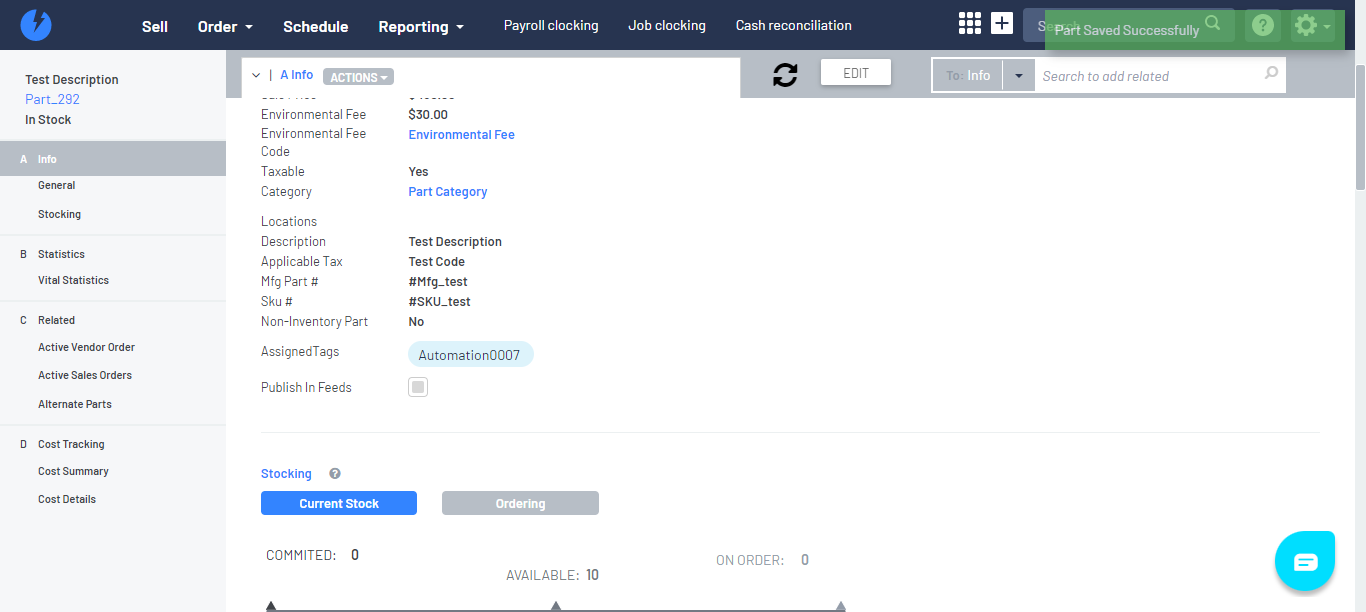 Sell
Order
Schedule
Reporting
Payroll clocking
Job clocking
Cash reconciliation
Part Saved Successfully
Test Description
Part_292
In Stock
A Info
General
Stocking
B Statistics
Vital Statistics
C Related
Active Vendor Order
Active Sales Orders
Alternate Parts
D Cost Tracking
Cost Summary
Cost Details
| A Info ACTIONS
EDIT
To: Info
Search to add related
Environmental Fee $30.00
Environmental Fee Environmental Fee
Code
Taxable Yes
Category Part Category
Locations
Description Test Description
Applicable Tax Test Code
Mfg Part # #Mfg_test
Sku # #SKU_test
Non-Inventory Part No
AssignedTags Automation0007
Publish In Feeds
Stocking ?
Current Stock Ordering
COMMITED: 0
ON ORDER: 0
AVAILABLE: 10